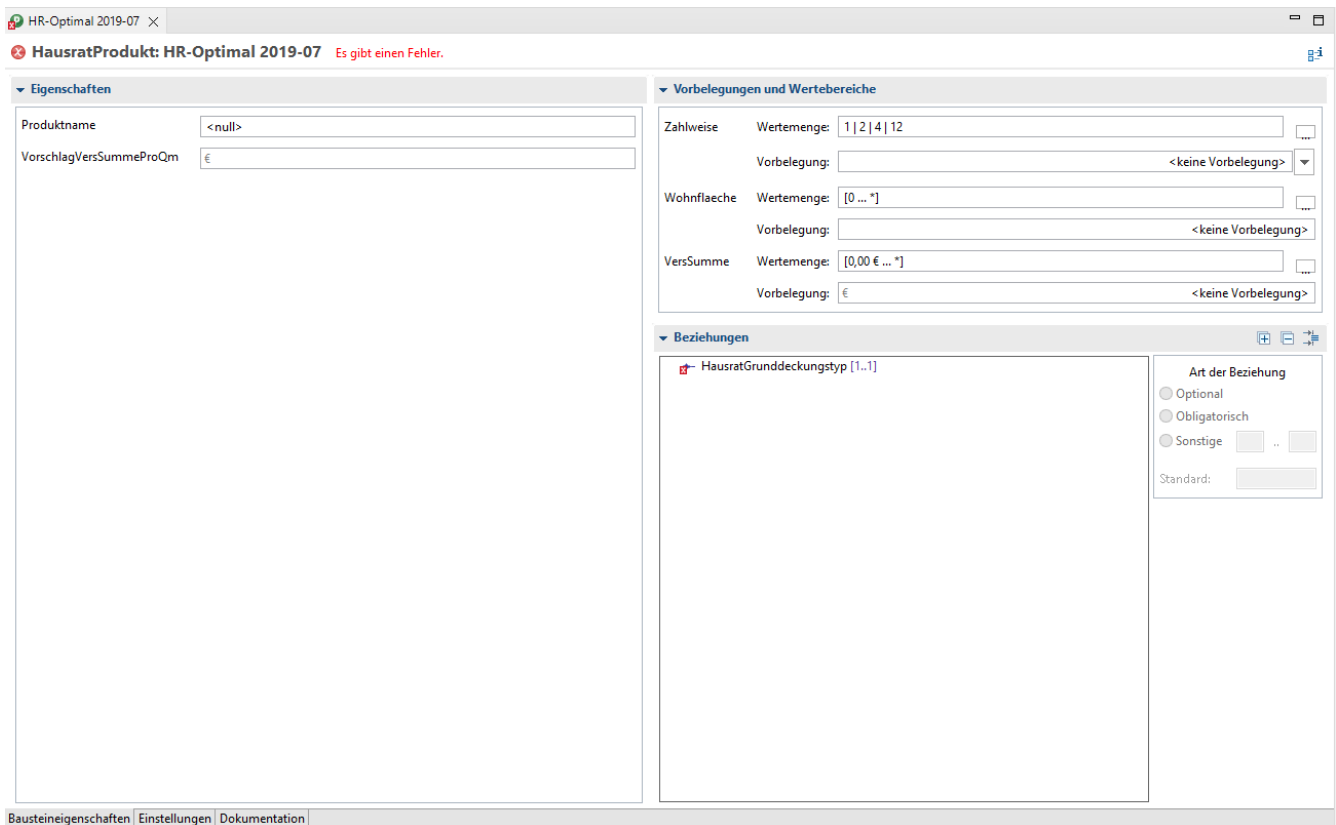 HR-Optimal 2019-07
HausratProdukt: HR-Optimal 2019-07 Es gibt einen Fehler.
Eigenschaften
Produktname <null>
VorschlagVersSummeProQm €
Vorbelegungen und Wertebereiche
Zahlweise Wertemenge: 1 | 2 | 4 | 12 ...
Vorbelegung: <keine Vorbelegung>
Wohnflaeche Wertemenge: [0 ... *] ...
Vorbelegung: <keine Vorbelegung>
VersSumme Wertemenge: [0,00 € ... *] ...
Vorbelegung: € <keine Vorbelegung>
Beziehungen
HausratGrunddeckungstyp [1..1]
Art der Beziehung
Optional
Obligatorisch
Sonstige ..
Standard:
Bausteineigenschaften Einstellungen Dokumentation